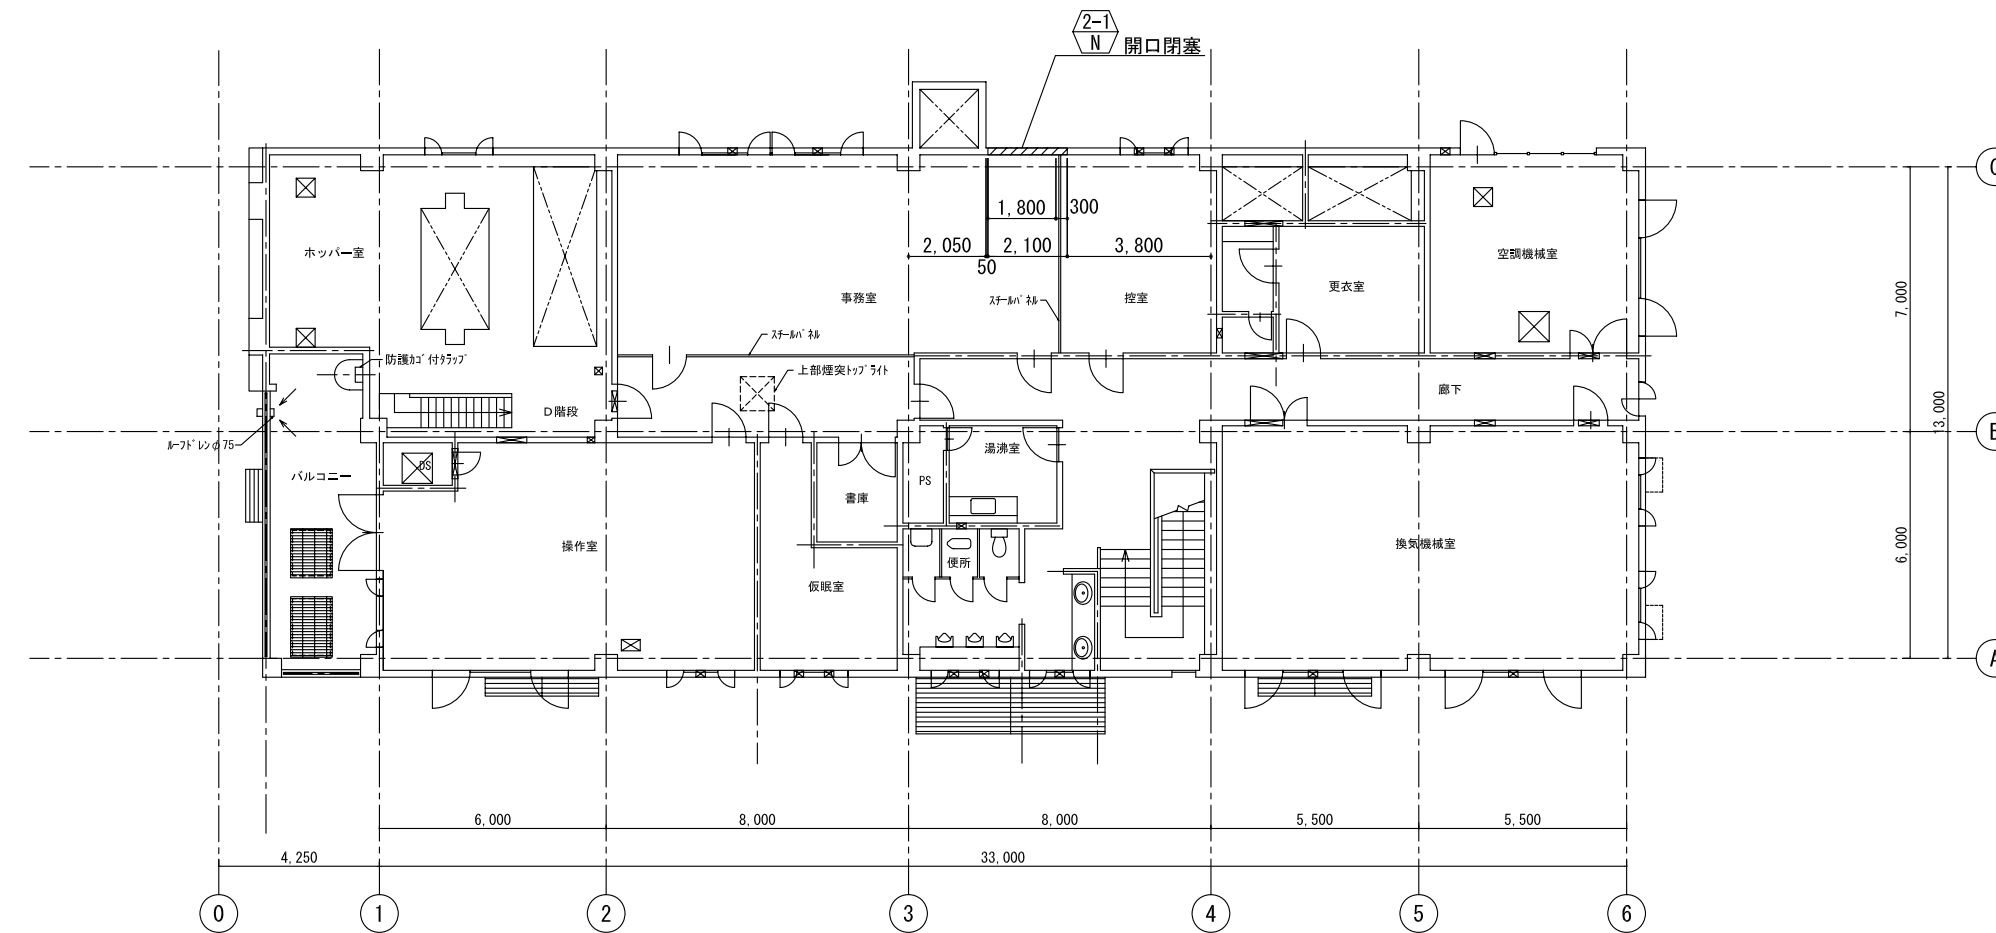 2-1
N
開口閉塞
1,800
300
2,050
2,100
3,800
50
ホッパー室
事務室
スチールパネル
控室
更衣室
空調機械室
スチールパネル
防護カゴ付タラップ
上部煙突トップライト
D階段
廊下
ルーフドレンφ75
バルコニー
DS
湯沸室
PS
書庫
操作室
仮眠室
便所
換気機械室
7,000
13,000
6,000
C
B
A
6,000
8,000
8,000
5,500
5,500
4,250
33,000
0
1
2
3
4
5
6